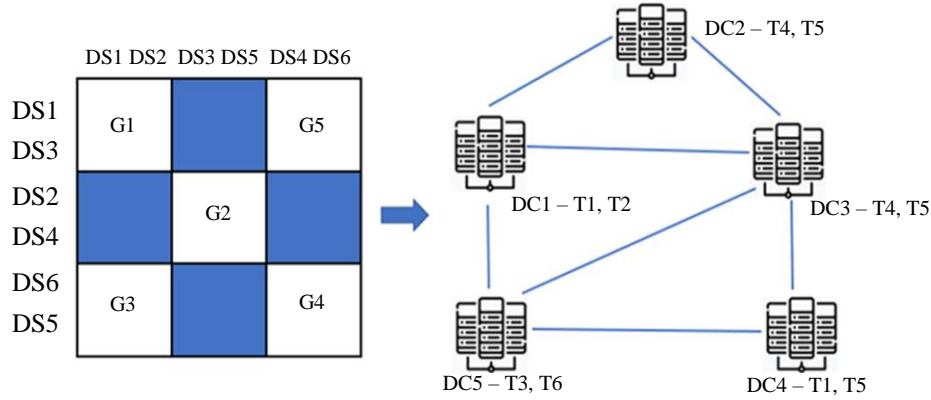 DS1 DS2 DS3 DS5 DS4 DS6
DS1
DS3
DS2
DS4
DS6
DS5
G1
G5
G2
G3
G4
DC2 – T4, T5
DC1 – T1, T2
DC3 – T4, T5
DC5 – T3, T6
DC4 – T1, T5